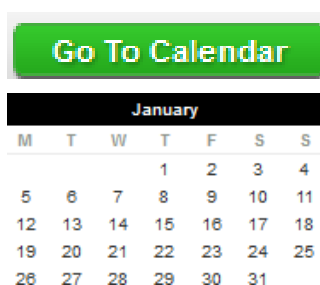 Go To Calendar
January
M T W T F S S
1 2 3 4
5 6 7 8 9 10 11
12 13 14 15 16 17 18
19 20 21 22 23 24 25
26 27 28 29 30 31